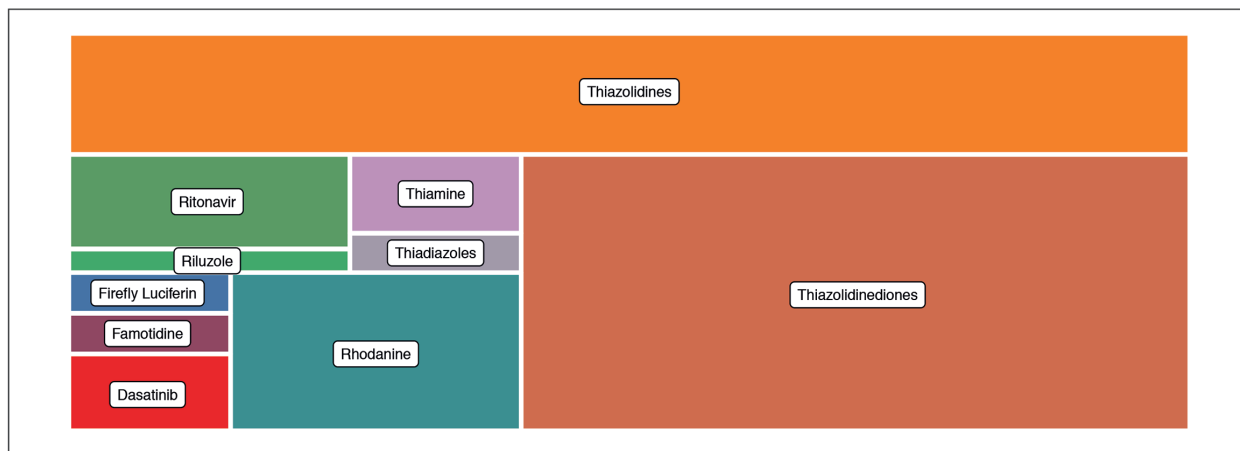 Thiazolidines
Ritonavir
Thiamine
Riluzole
Thiadiazoles
Firefly Luciferin
Famotidine
Dasatinib
Rhodanine
Thiazolidinediones